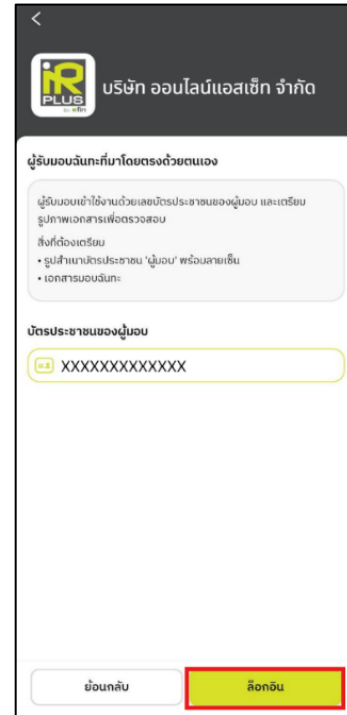 iR
PLUS
by efin
บริษัท ออนไลน์แอสเซ็ท จำกัด
ผู้รับมอบฉันทะที่มาโดยตรงด้วยตนเอง
ผู้รับมอบเข้าใช้งานด้วยเลขบัตรประชาชนของผู้มอบ และเตรียม
รูปภาพเอกสารเพื่อตรวจสอบ
สิ่งที่ต้องเตรียม
• รูปสำเนาบัตรประชาชน 'ผู้มอบ' พร้อมลายเซ็น
• เอกสารมอบฉันทะ
บัตรประชาชนของผู้มอบ
XXXXXXXXXXXXX
ย้อนกลับ
ล็อกอิน